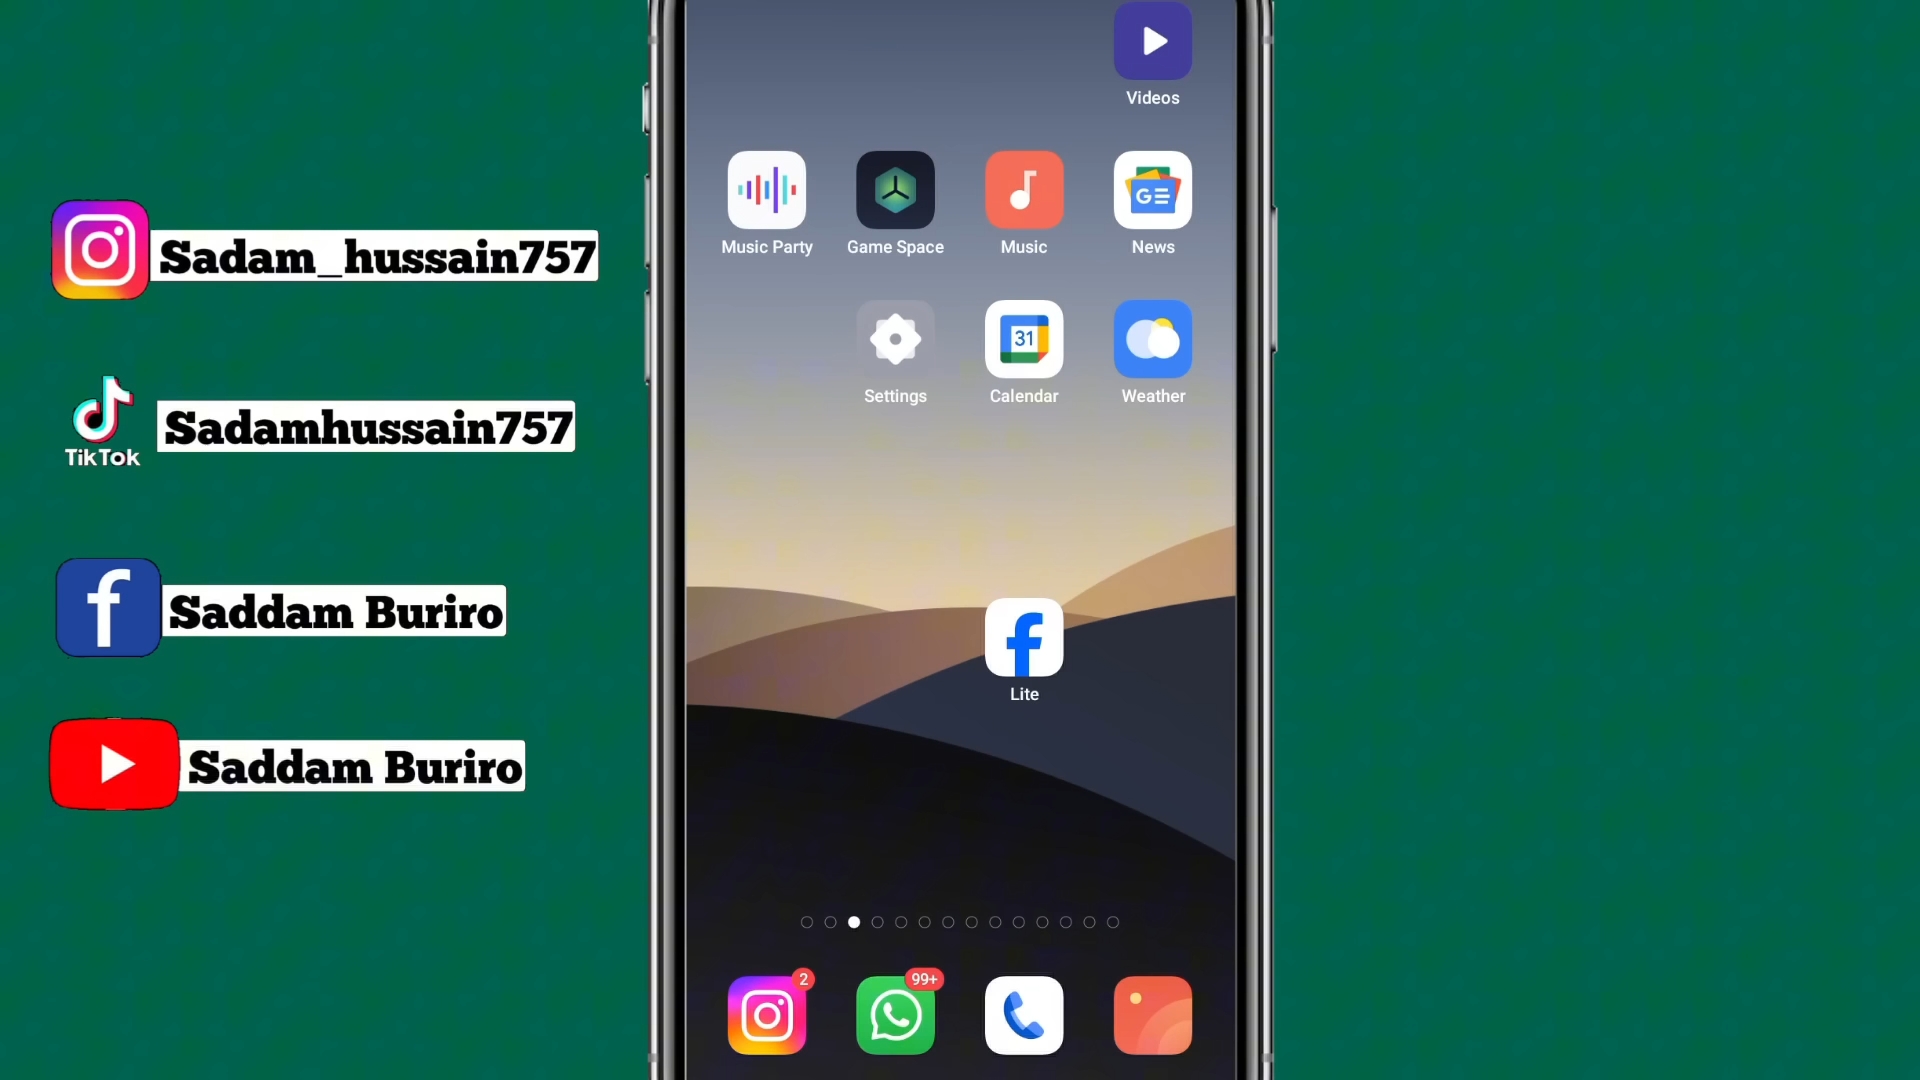 Sadam_hussain757
TikTok
Sadamhussain757
Saddam Buriro
Saddam Buriro
Videos
Music Party
Game Space
Music
GE
News
Settings
31
Calendar
Weather
Lite
2
99+